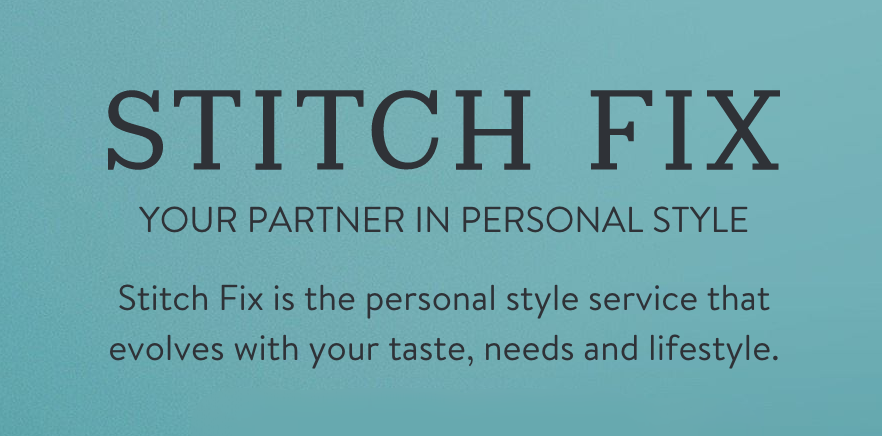 STITCH FIX
YOUR PARTNER IN PERSONAL STYLE
Stitch Fix is the personal style service that
evolves with your taste, needs and lifestyle.